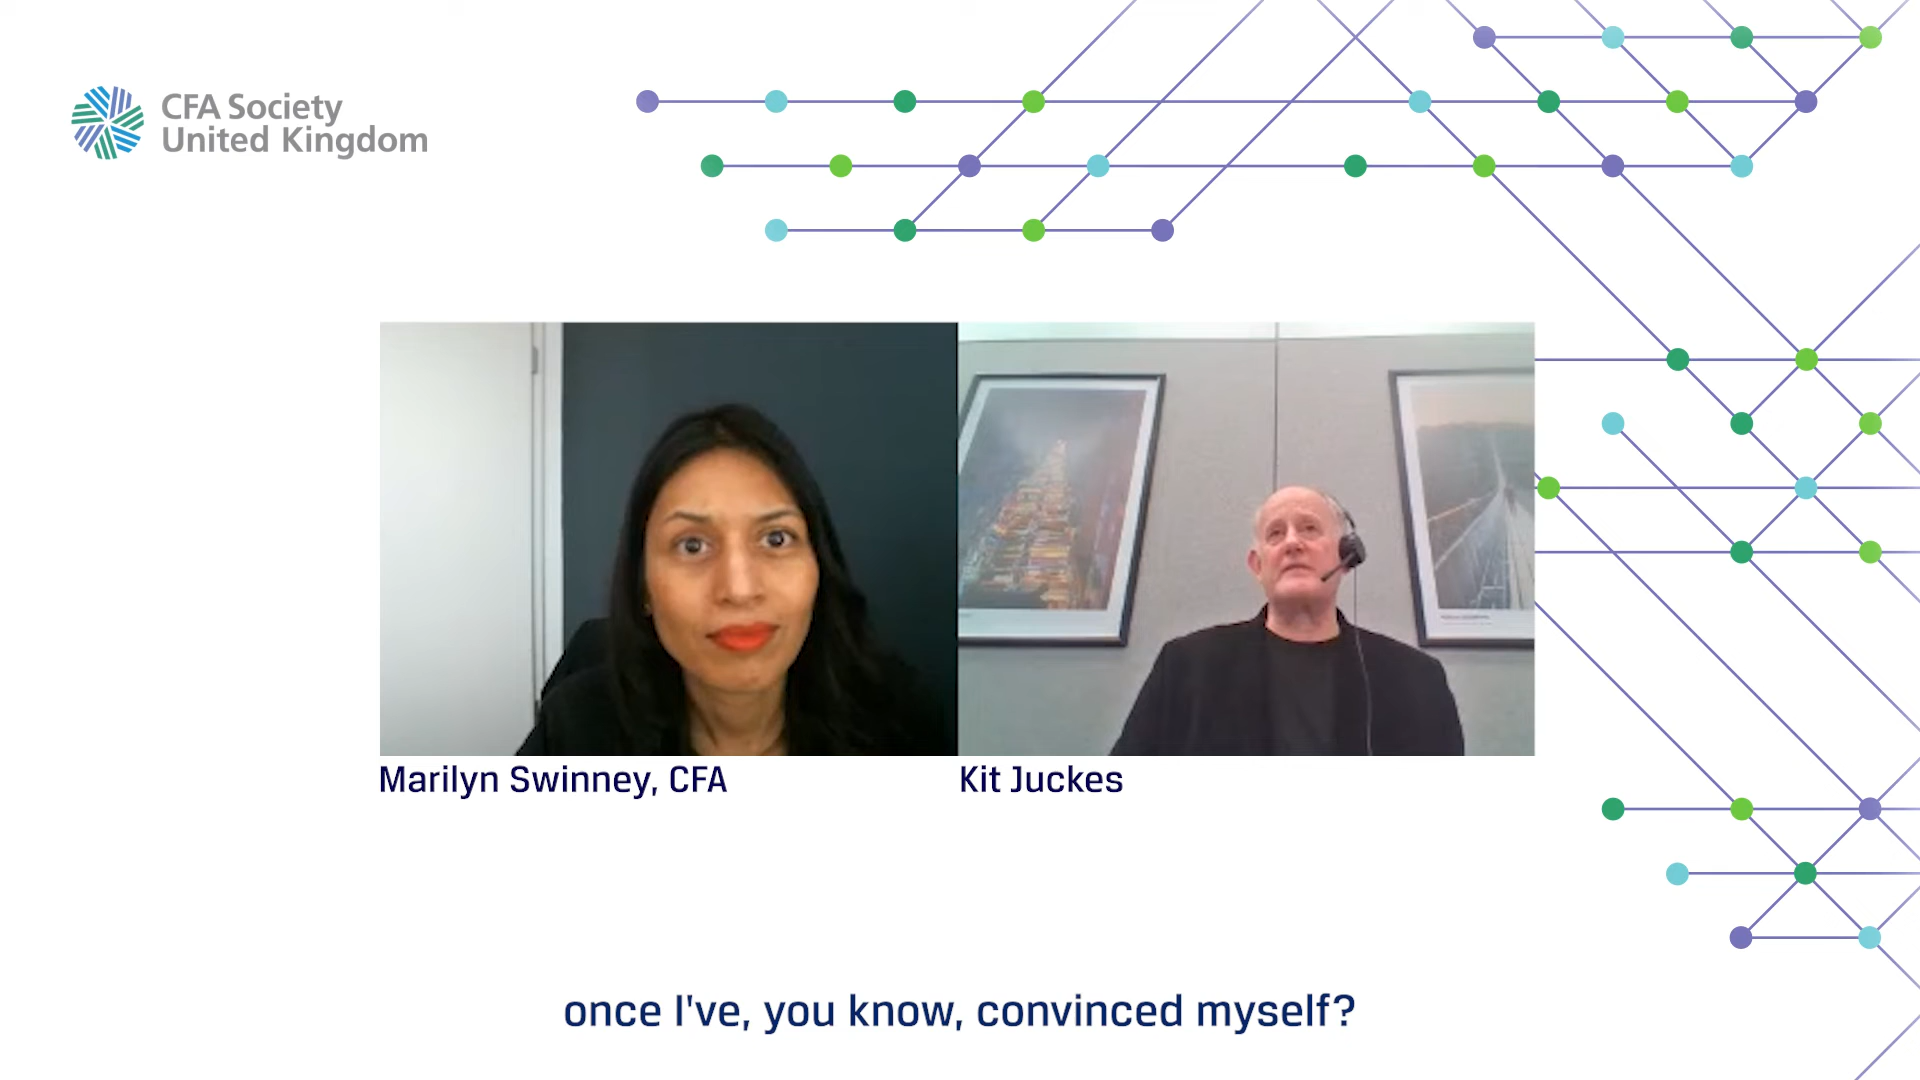 CFA Society
United Kingdom
Marilyn Swinney, CFA
Kit Juckes
once I've, you know, convinced myself?